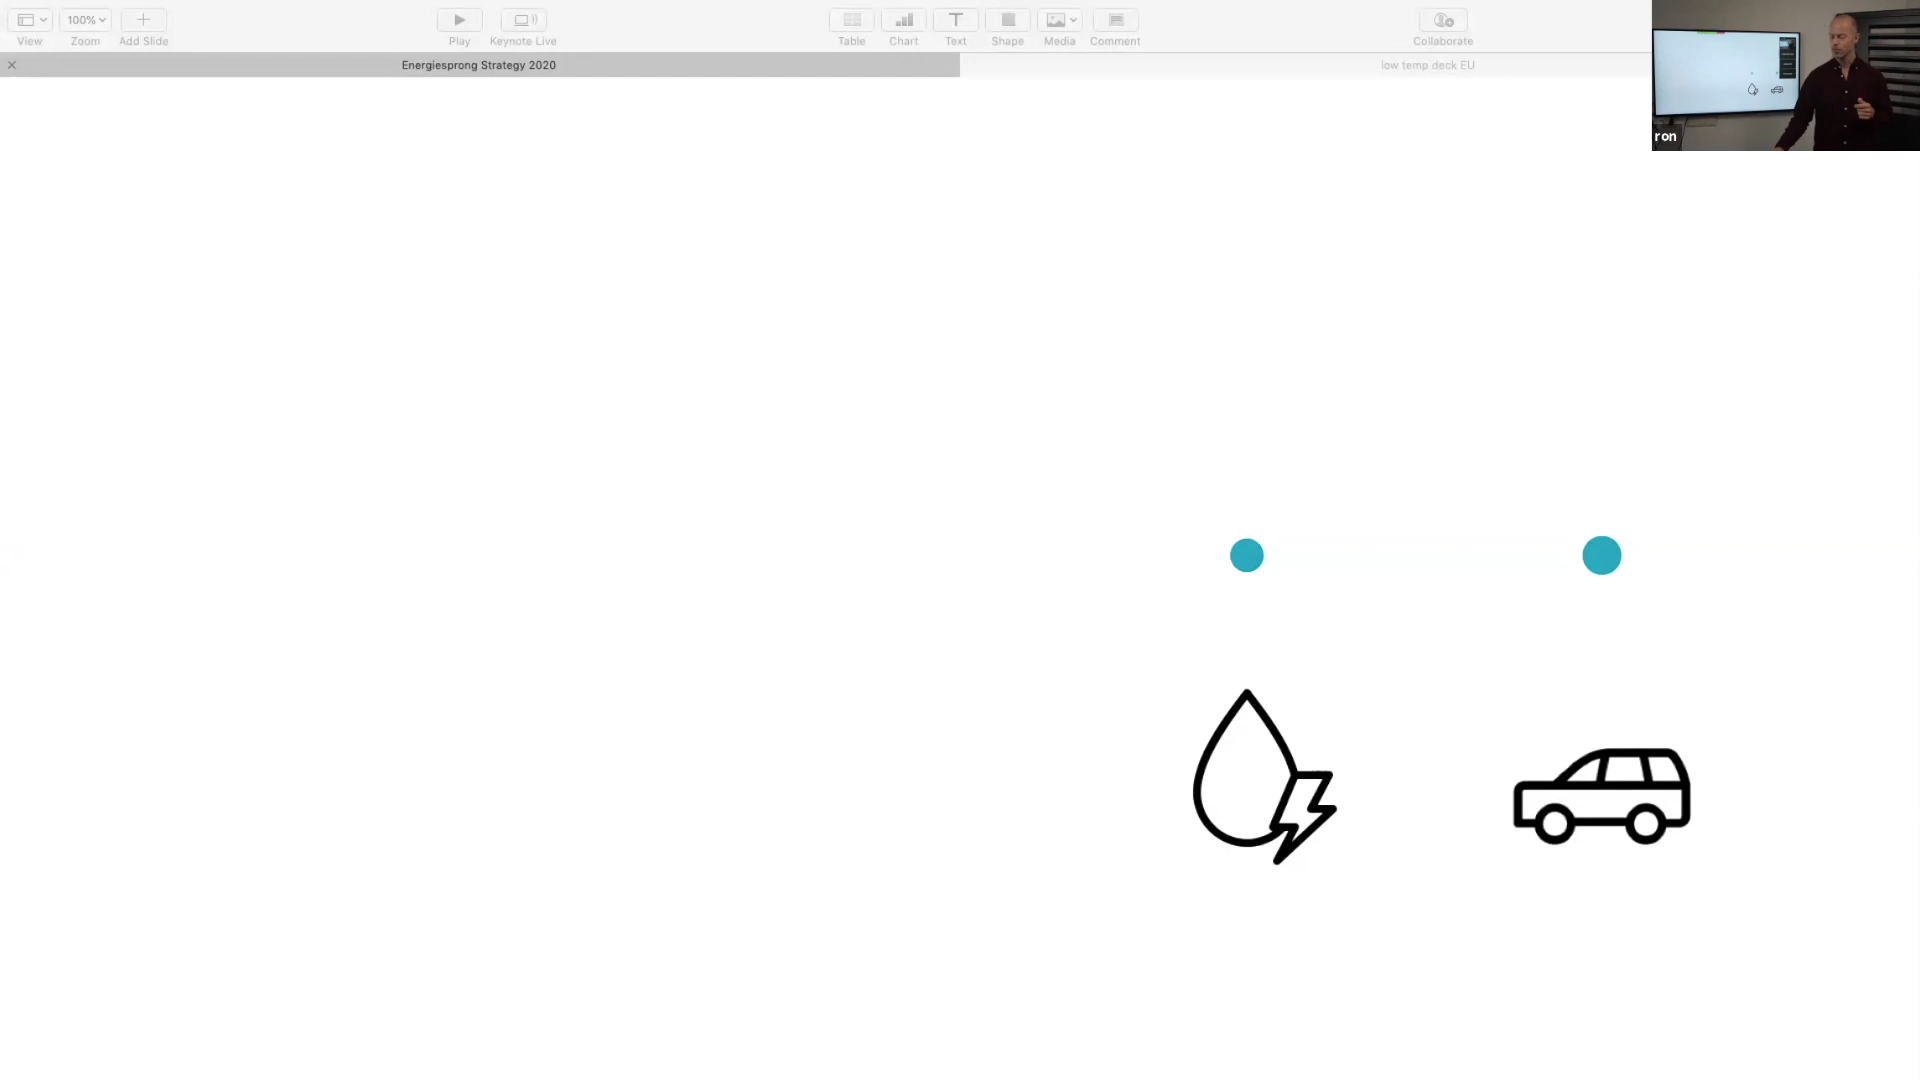 100%
View Zoom Add Slide Play Keynote Live Table Chart Text Shape Media Comment Collaborate
Energiesprong Strategy 2020 low temp deck EU
ron